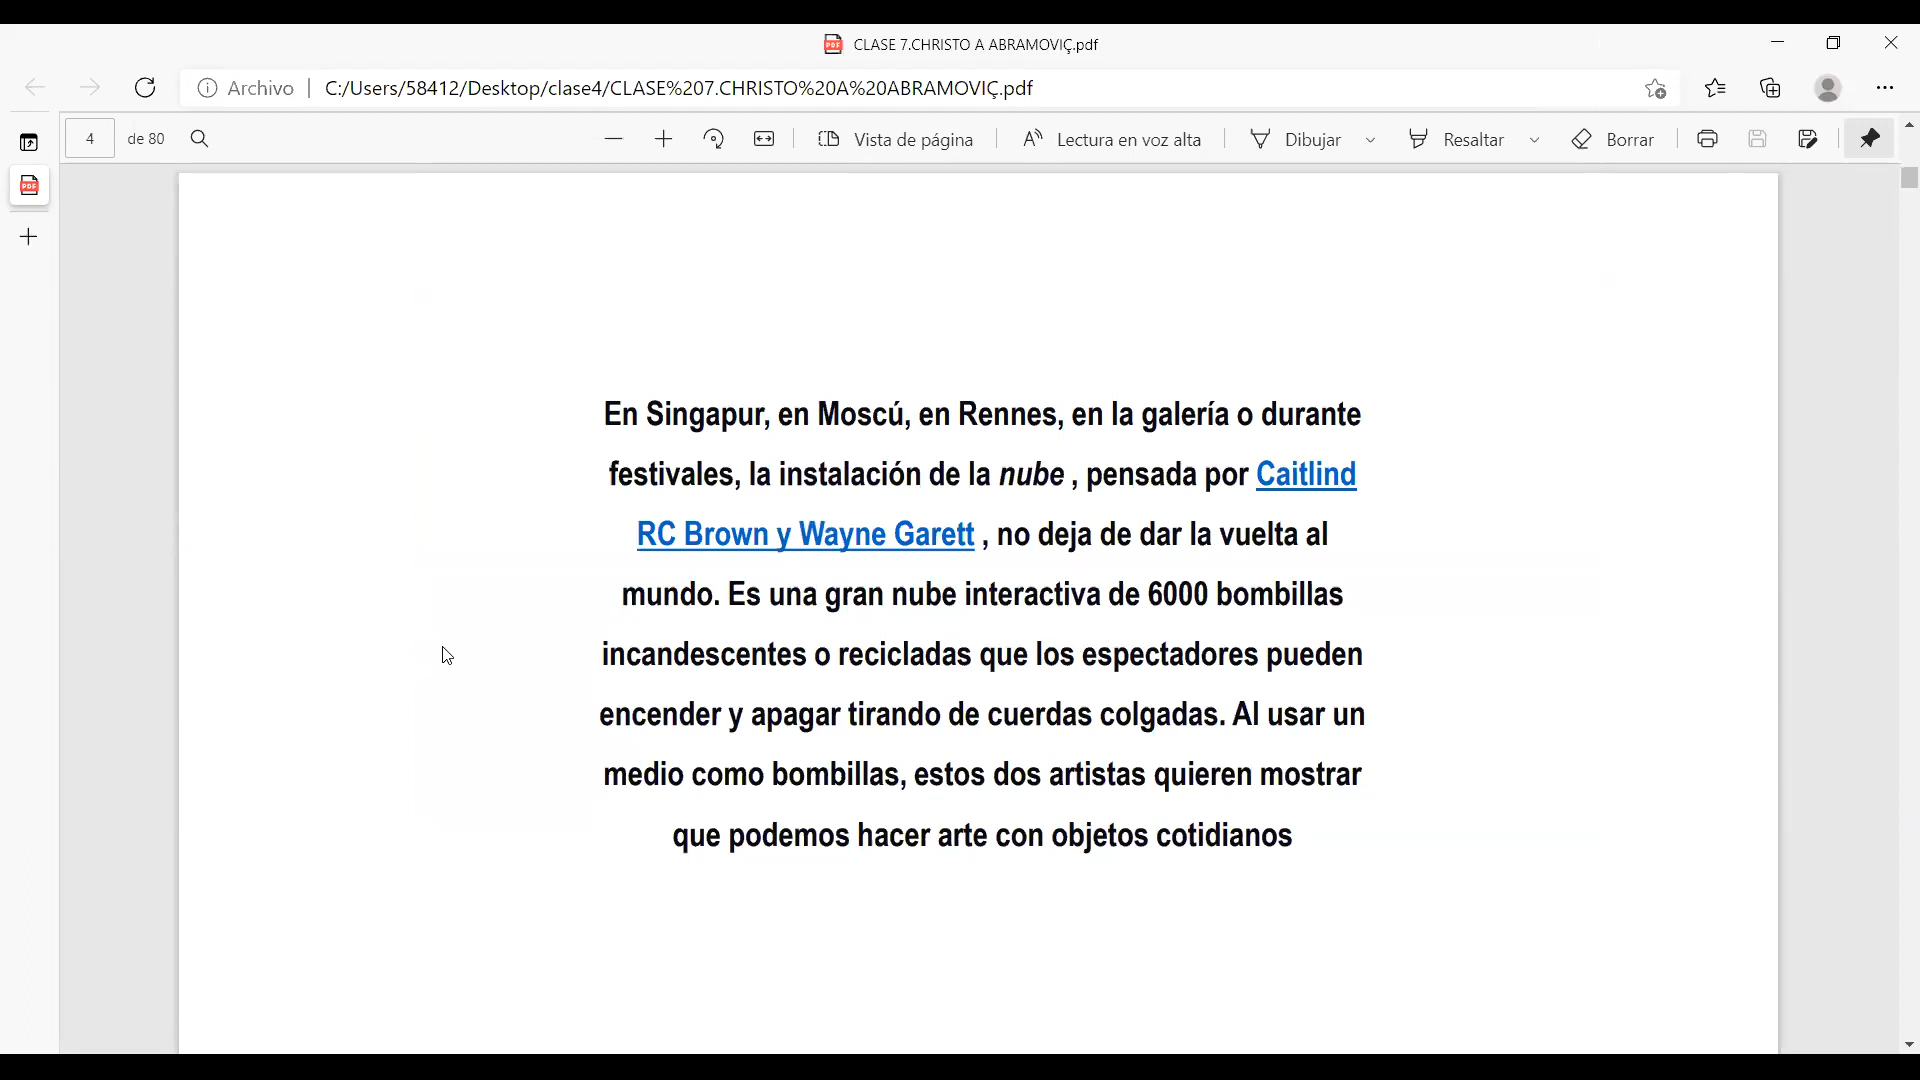 CLASE 7.CHRISTO A ABRAMOVIÇ.pdf
Archivo | C:/Users/58412/Desktop/clase4/CLASE%207.CHRISTO%20A%20ABRAMOVIÇ.pdf
4 de 80 Vista de página Lectura en voz alta Dibujar Resaltar Borrar
En Singapur, en Moscú, en Rennes, en la galería o durante
festivales, la instalación de la nube , pensada por Caitlind
RC Brown y Wayne Garett , no deja de dar la vuelta al
mundo. Es una gran nube interactiva de 6000 bombillas
incandescentes o recicladas que los espectadores pueden
encender y apagar tirando de cuerdas colgadas. Al usar un
medio como bombillas, estos dos artistas quieren mostrar
que podemos hacer arte con objetos cotidianos